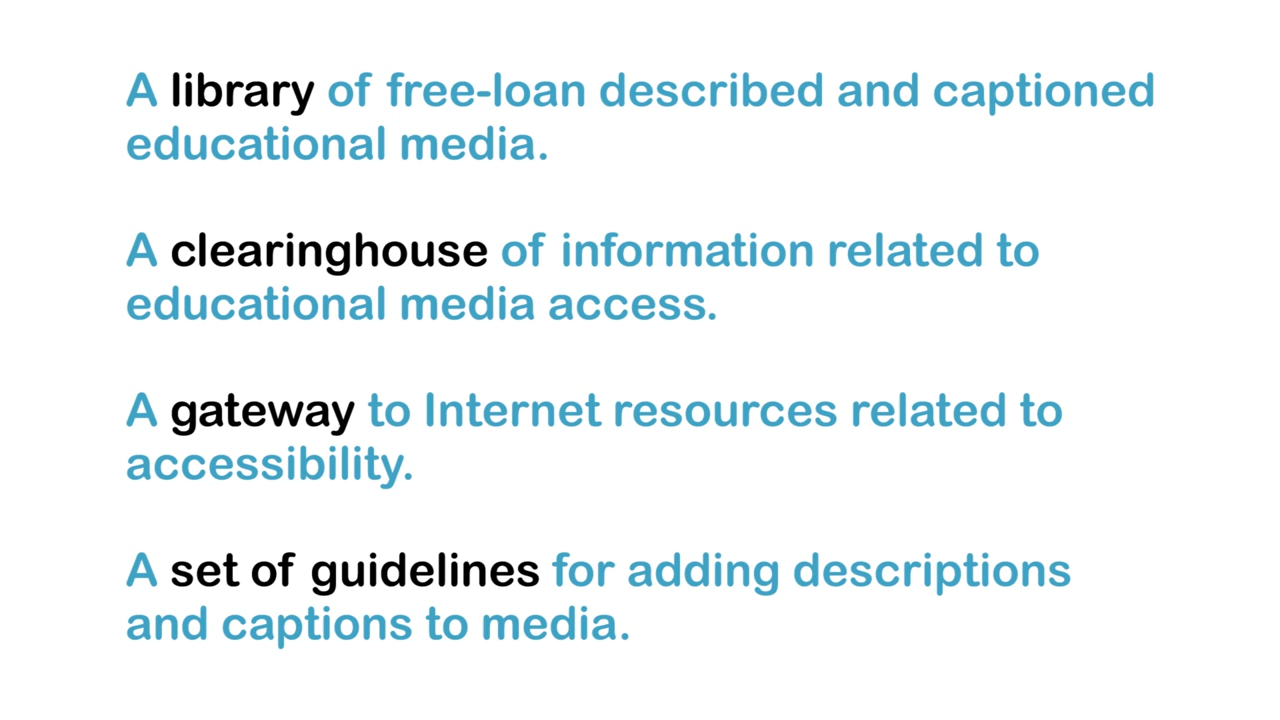 A library of free-loan described and captioned
educational media.
A clearinghouse of information related to
educational media access.
A gateway to Internet resources related to
accessibility.
A set of guidelines for adding descriptions
and captions to media.